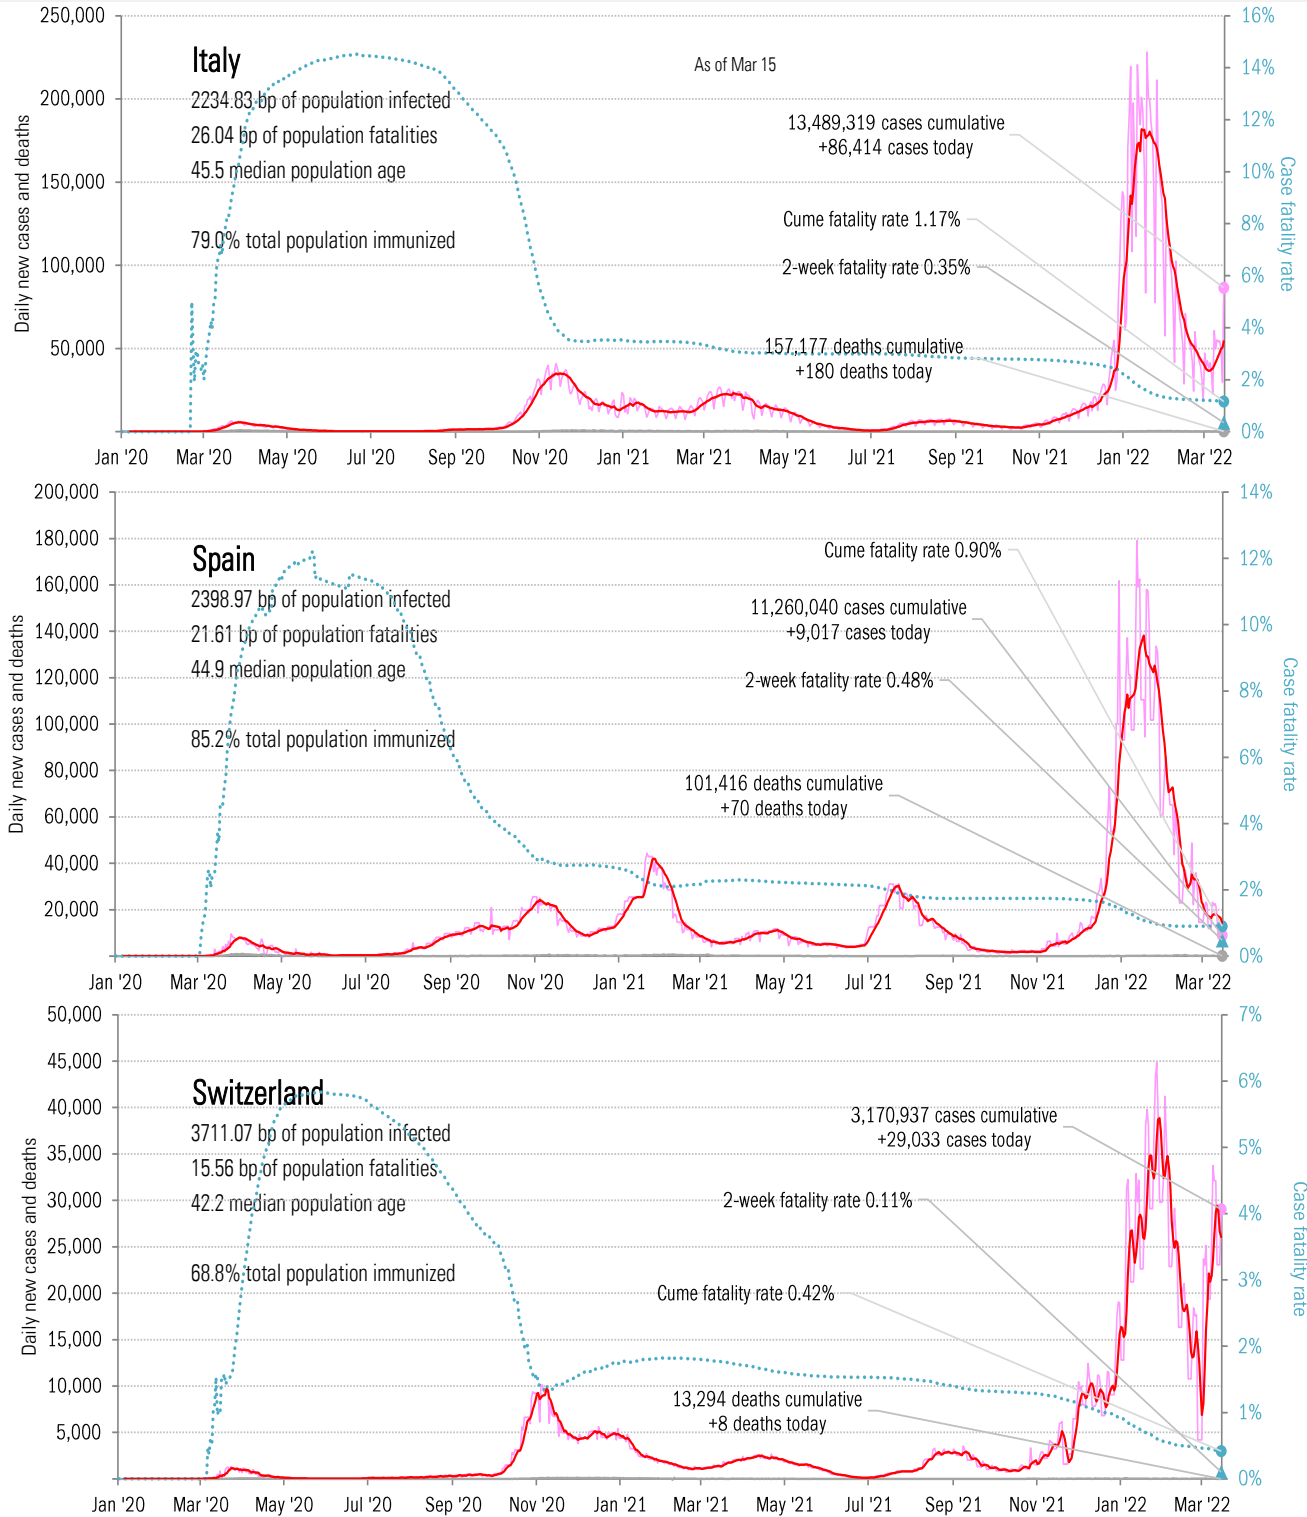 250,000
200,000
150,000
100,000
50,000
Daily new cases and deaths
16%
14%
12%
10%
8%
6%
4%
2%
0%
Case fatality rate
Italy
As of Mar 15
2234.83 bp of population infected
26.04 bp of population fatalities
45.5 median population age
79.0% total population immunized
13,489,319 cases cumulative
+86,414 cases today
Cume fatality rate 1.17%
2-week fatality rate 0.35%
157,177 deaths cumulative
+180 deaths today
Jan '20 Mar '20 May '20 Jul '20 Sep '20 Nov '20 Jan '21 Mar '21 May '21 Jul '21 Sep '21 Nov '21 Jan '22 Mar '22
200,000
180,000
160,000
140,000
120,000
100,000
80,000
60,000
40,000
20,000
Daily new cases and deaths
14%
12%
10%
8%
6%
4%
2%
0%
Case fatality rate
Spain
2398.97 bp of population infected
21.61 bp of population fatalities
44.9 median population age
85.2% total population immunized
Cume fatality rate 0.90%
11,260,040 cases cumulative
+9,017 cases today
2-week fatality rate 0.48%
101,416 deaths cumulative
+70 deaths today
Jan '20 Mar '20 May '20 Jul '20 Sep '20 Nov '20 Jan '21 Mar '21 May '21 Jul '21 Sep '21 Nov '21 Jan '22 Mar '22
50,000
45,000
40,000
35,000
30,000
25,000
20,000
15,000
10,000
5,000
Daily new cases and deaths
7%
6%
5%
4%
3%
2%
1%
0%
Case fatality rate
Switzerland
3711.07 bp of population infected
15.56 bp of population fatalities
42.2 median population age
68.8% total population immunized
3,170,937 cases cumulative
+29,033 cases today
2-week fatality rate 0.11%
Cume fatality rate 0.42%
13,294 deaths cumulative
+8 deaths today
Jan '20 Mar '20 May '20 Jul '20 Sep '20 Nov '20 Jan '21 Mar '21 May '21 Jul '21 Sep '21 Nov '21 Jan '22 Mar '22